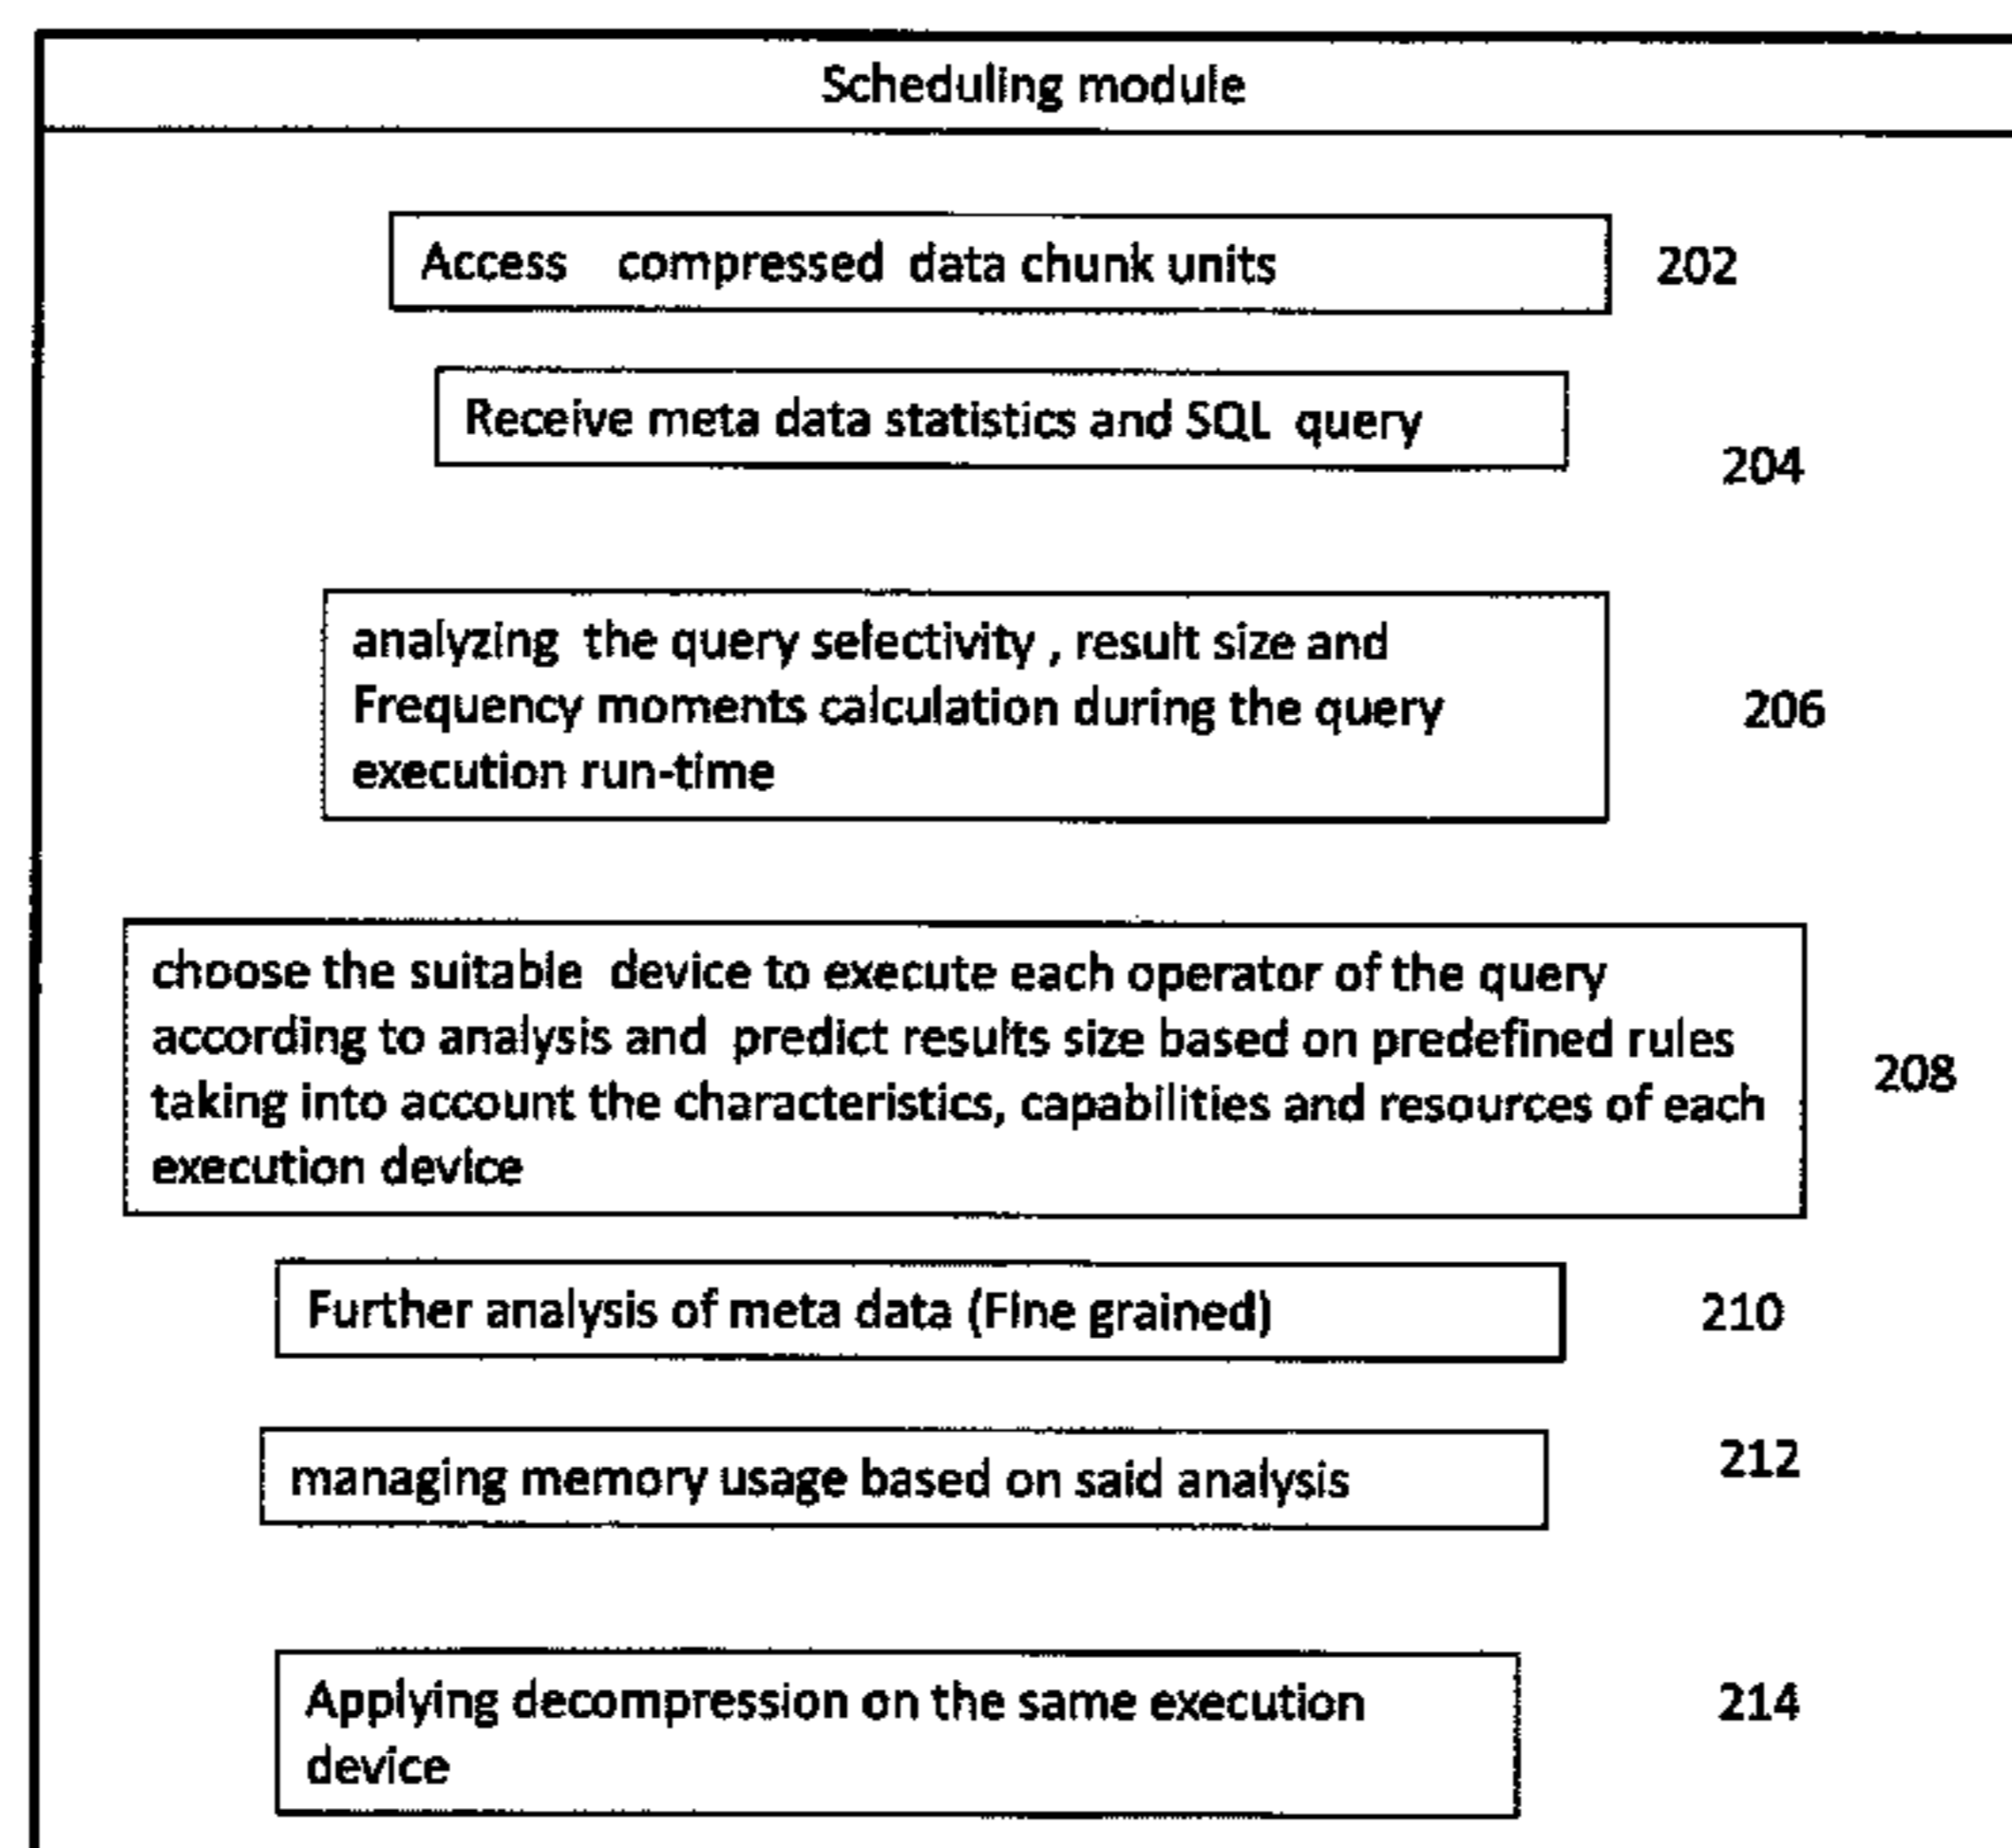 Scheduling module
Access compressed data chunk units
202
Receive meta data statistics and SQL query
204
analyzing the query selectivity , result size and
Frequency moments calculation during the query
execution run-time
206
choose the suitable device to execute each operator of the query
according to analysis and predict results size based on predefined rules
taking into account the characteristics, capabilities and resources of each
execution device
208
Further analysis of meta data (Fine grained)
210
managing memory usage based on said analysis
212
Applying decompression on the same execution
device
214